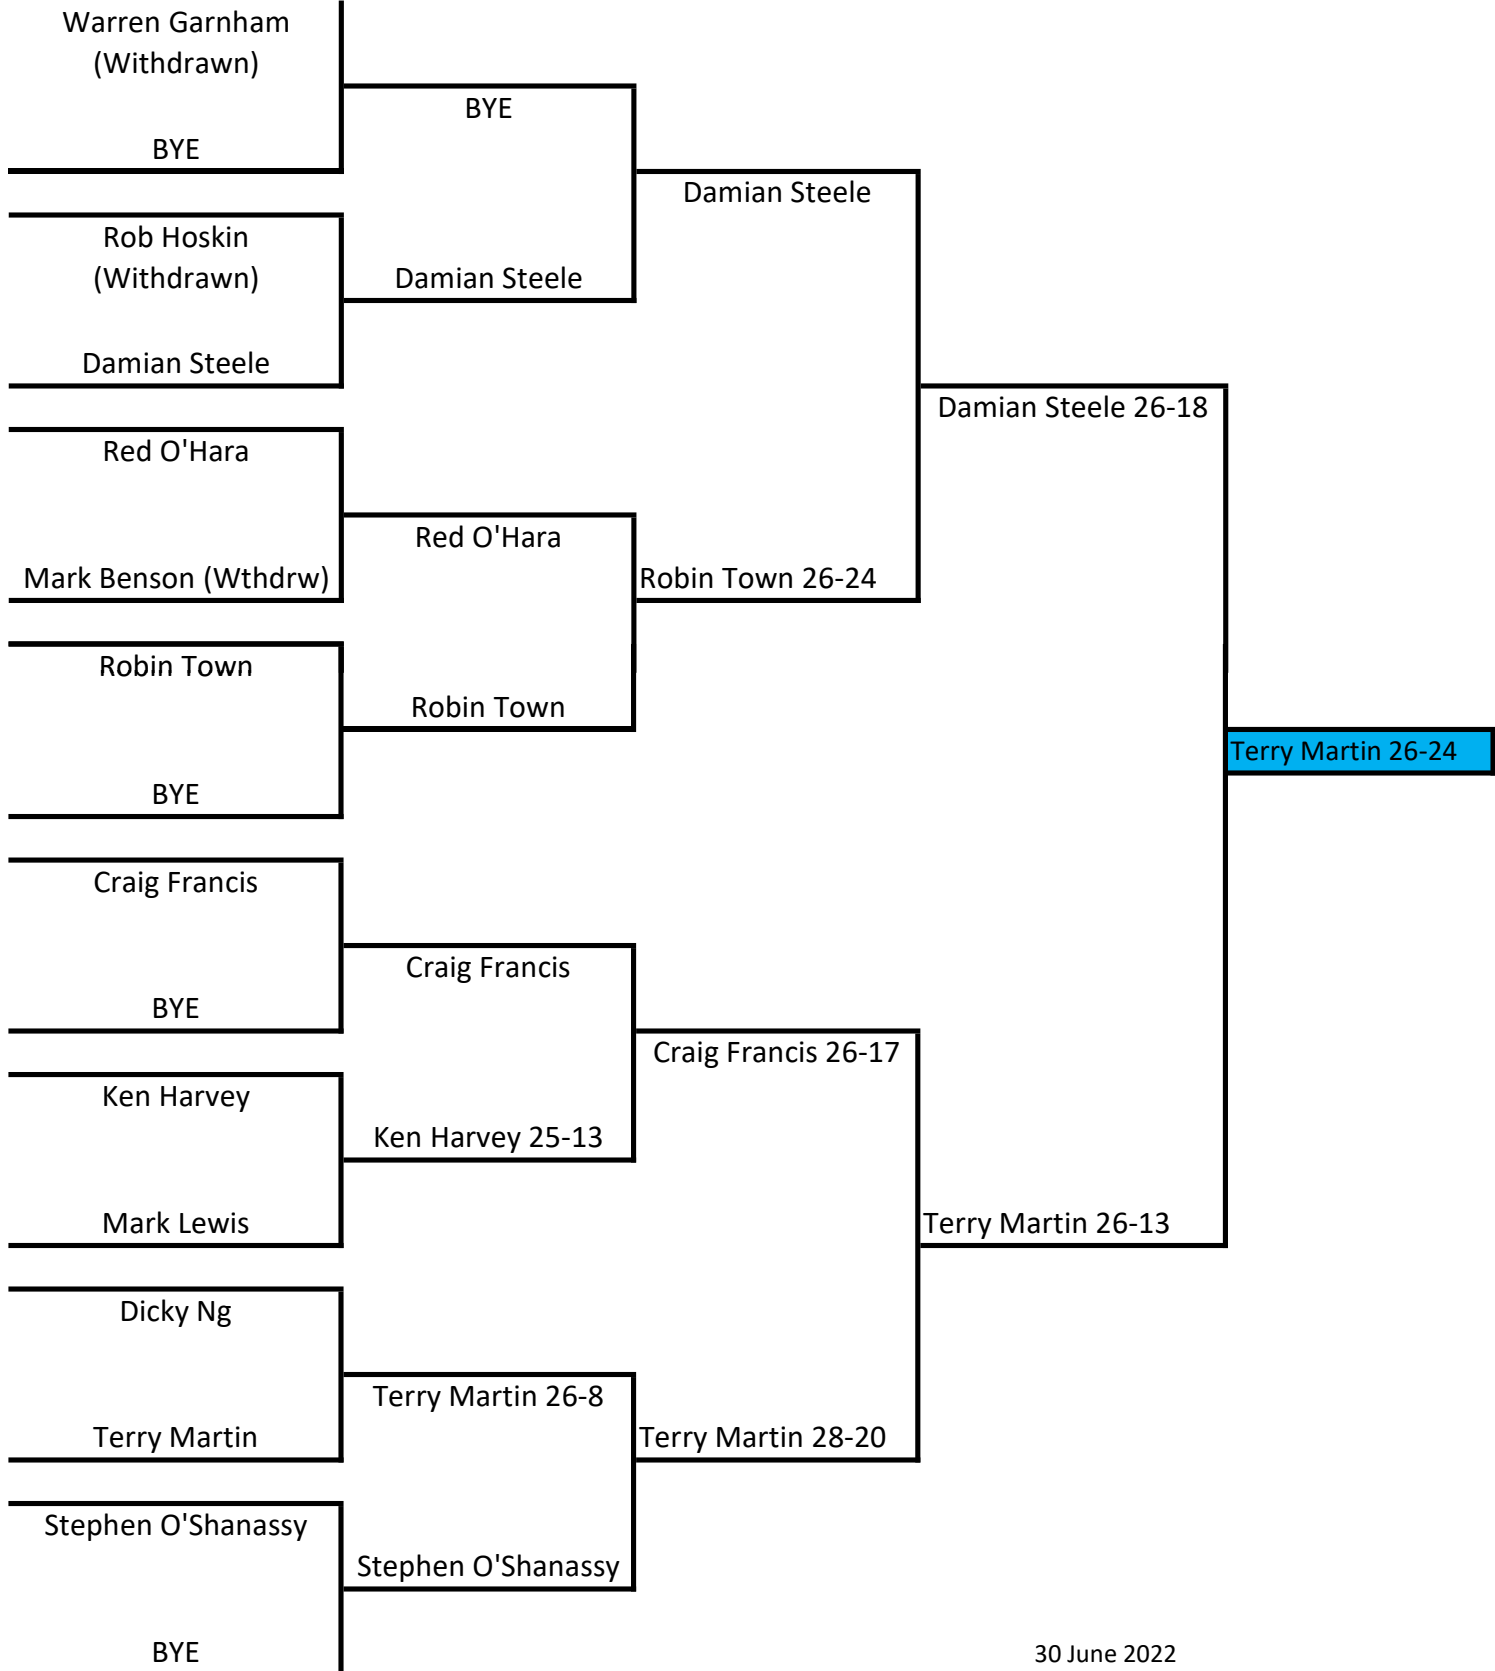 Warren Garnham
(Withdrawn)
BYE
BYE
Damian Steele
Rob Hoskin
(Withdrawn)
Damian Steele
Damian Steele
Damian Steele 26-18
Red O'Hara
Red O'Hara
Mark Benson (Wthdrw)
Robin Town 26-24
Robin Town
Robin Town
Terry Martin 26-24
BYE
Craig Francis
Craig Francis
BYE
Craig Francis 26-17
Ken Harvey
Ken Harvey 25-13
Mark Lewis
Terry Martin 26-13
Dicky Ng
Terry Martin 26-8
Terry Martin
Terry Martin 28-20
Stephen O'Shanassy
Stephen O'Shanassy
BYE
30 June 2022